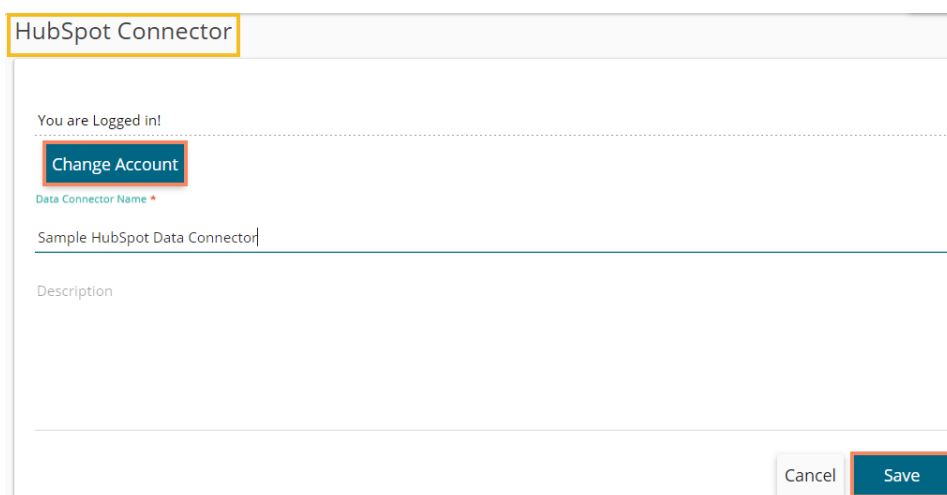 HubSpot Connector
You are Logged in!
Change Account
Data Connector Name *
Sample HubSpot Data Connector
Description
Cancel Save